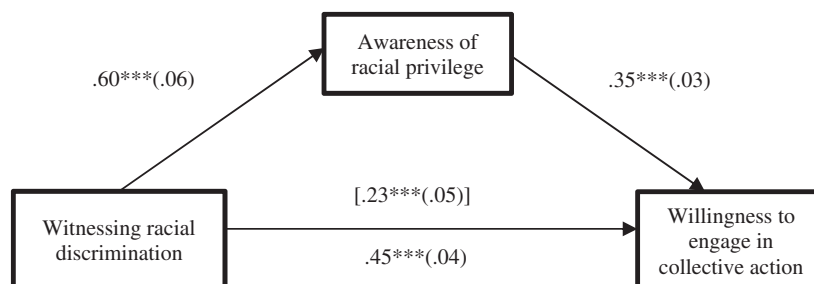 Awareness of
racial privilege
.60***(.06)
.35***(.03)
[.23***(.05)]
Witnessing racial
discrimination
.45***(.04)
Willingness to
engage in
collective action